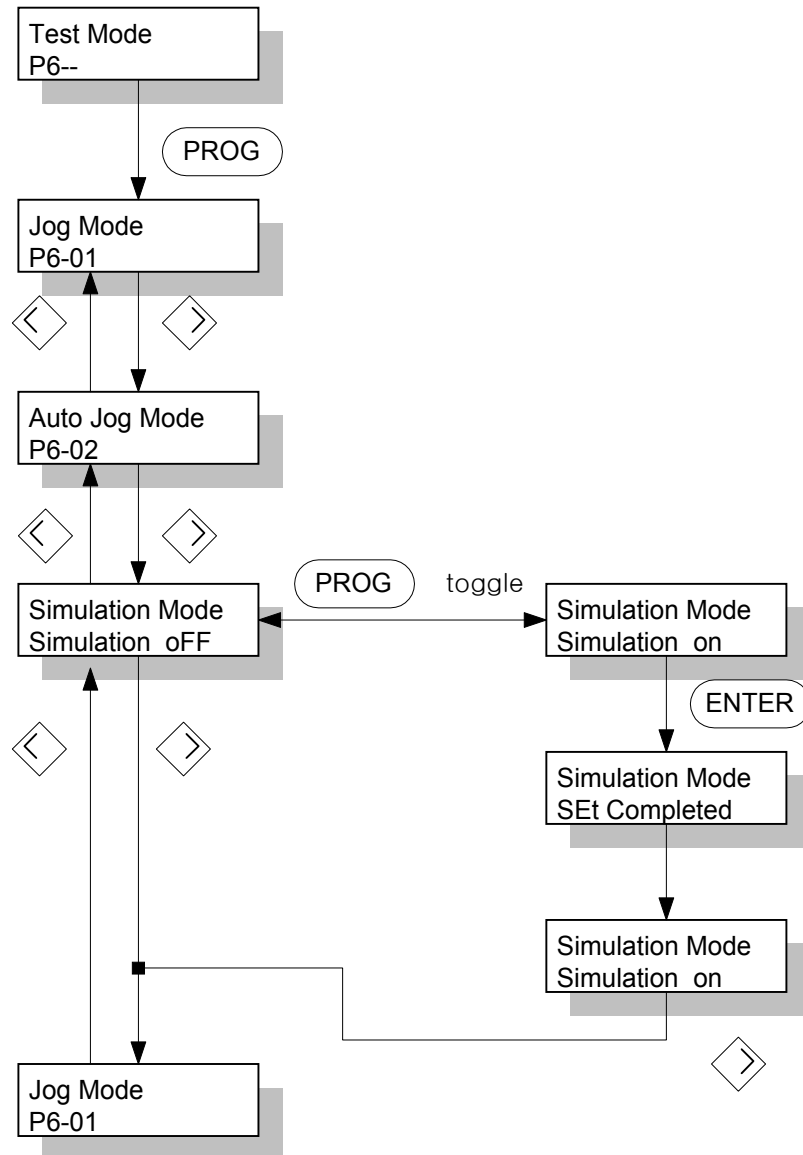 Test Mode
P6--
PROG
Jog Mode
P6-01
Auto Jog Mode
P6-02
Simulation Mode
Simulation oFF
PROG
toggle
Simulation Mode
Simulation on
ENTER
Simulation Mode
SEt Completed
Simulation Mode
Simulation on
Jog Mode
P6-01